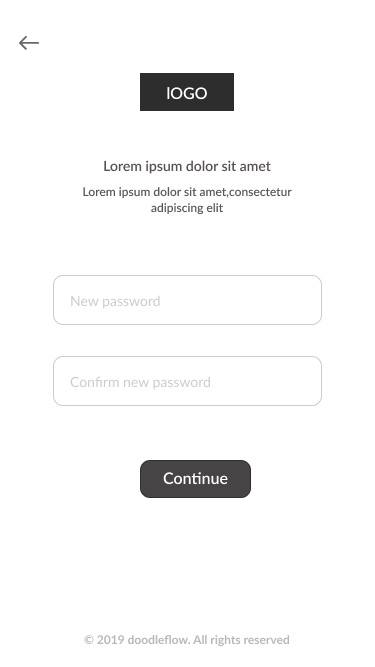 lOGO
Lorem ipsum dolor sit amet
Lorem ipsum dolor sit amet,consectetur
adipiscing elit
New password
Confirm new password
Continue
© 2019 doodleflow. All rights reserved